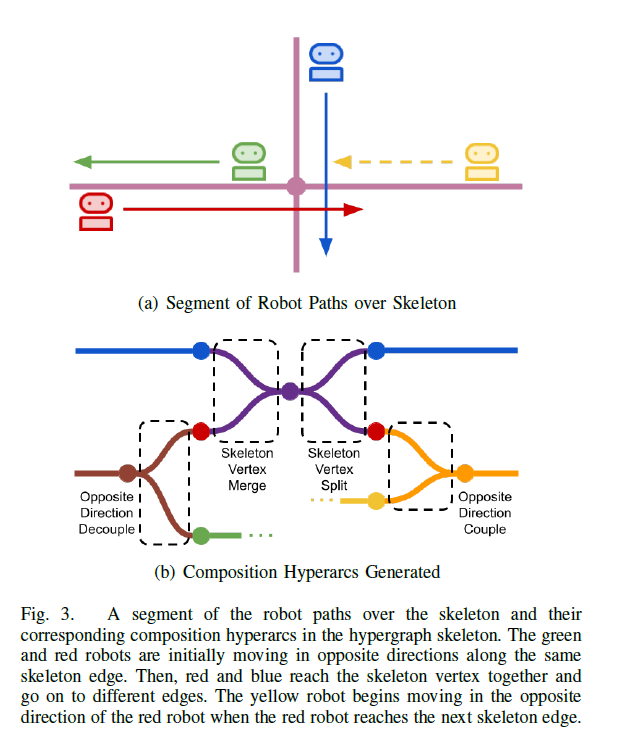 (a) Segment of Robot Paths over Skeleton
Skeleton
Vertex
Merge
Skeleton
Vertex
Split
Opposite
Direction
Decouple
Opposite
Direction
Couple
(b) Composition Hyperarcs Generated
Fig. 3. A segment of the robot paths over the skeleton and their
corresponding composition hyperarcs in the hypergraph skeleton. The green
and red robots are initially moving in opposite directions along the same
skeleton edge. Then, red and blue reach the skeleton vertex together and
go on to different edges. The yellow robot begins moving in the opposite
direction of the red robot when the red robot reaches the next skeleton edge.